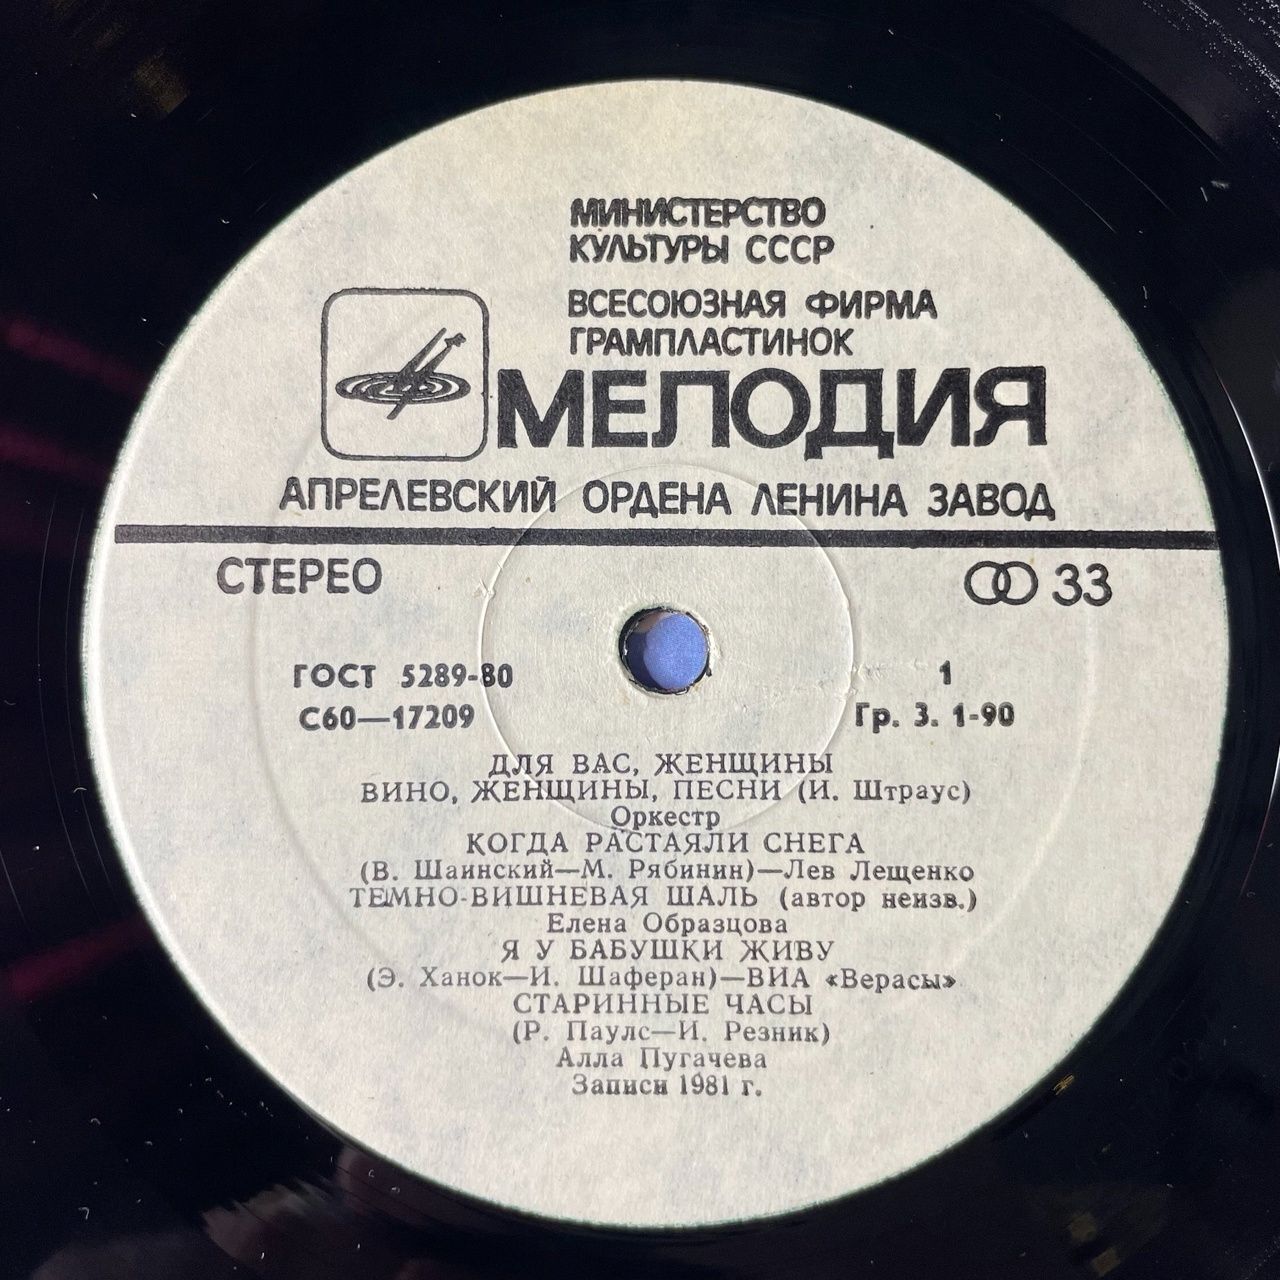 МИНИСТЕРСТВО
КУЛЬТУРЫ СССР
ВСЕСОЮЗНАЯ ФИРМА
ГРАМПЛАСТИНОК
МЕЛОДИЯ
АПРЕЛЕВСКИЙ ОРДЕНА ЛЕНИНА ЗАВОД
СТЕРЕО 33
ГОСТ 5289-80 1
С60—17209 Гр. 3. 1-90
ДЛЯ ВАС, ЖЕНЩИНЫ
ВИНО, ЖЕНЩИНЫ, ПЕСНИ (И. Штраус)
Оркестр
КОГДА РАСТАЯЛИ СНЕГА
(В. Шаинский—М. Рябинин)—Лев Лещенко
ТЕМНО-ВИШНЕВАЯ ШАЛЬ (автор неизв.)
Елена Образцова
Я У БАБУШКИ ЖИВУ
(Э. Ханок—И. Шаферан)—ВИА «Верасы»
СТАРИННЫЕ ЧАСЫ
(Р. Паулс—И. Резник)
Алла Пугачева
Записи 1981 г.